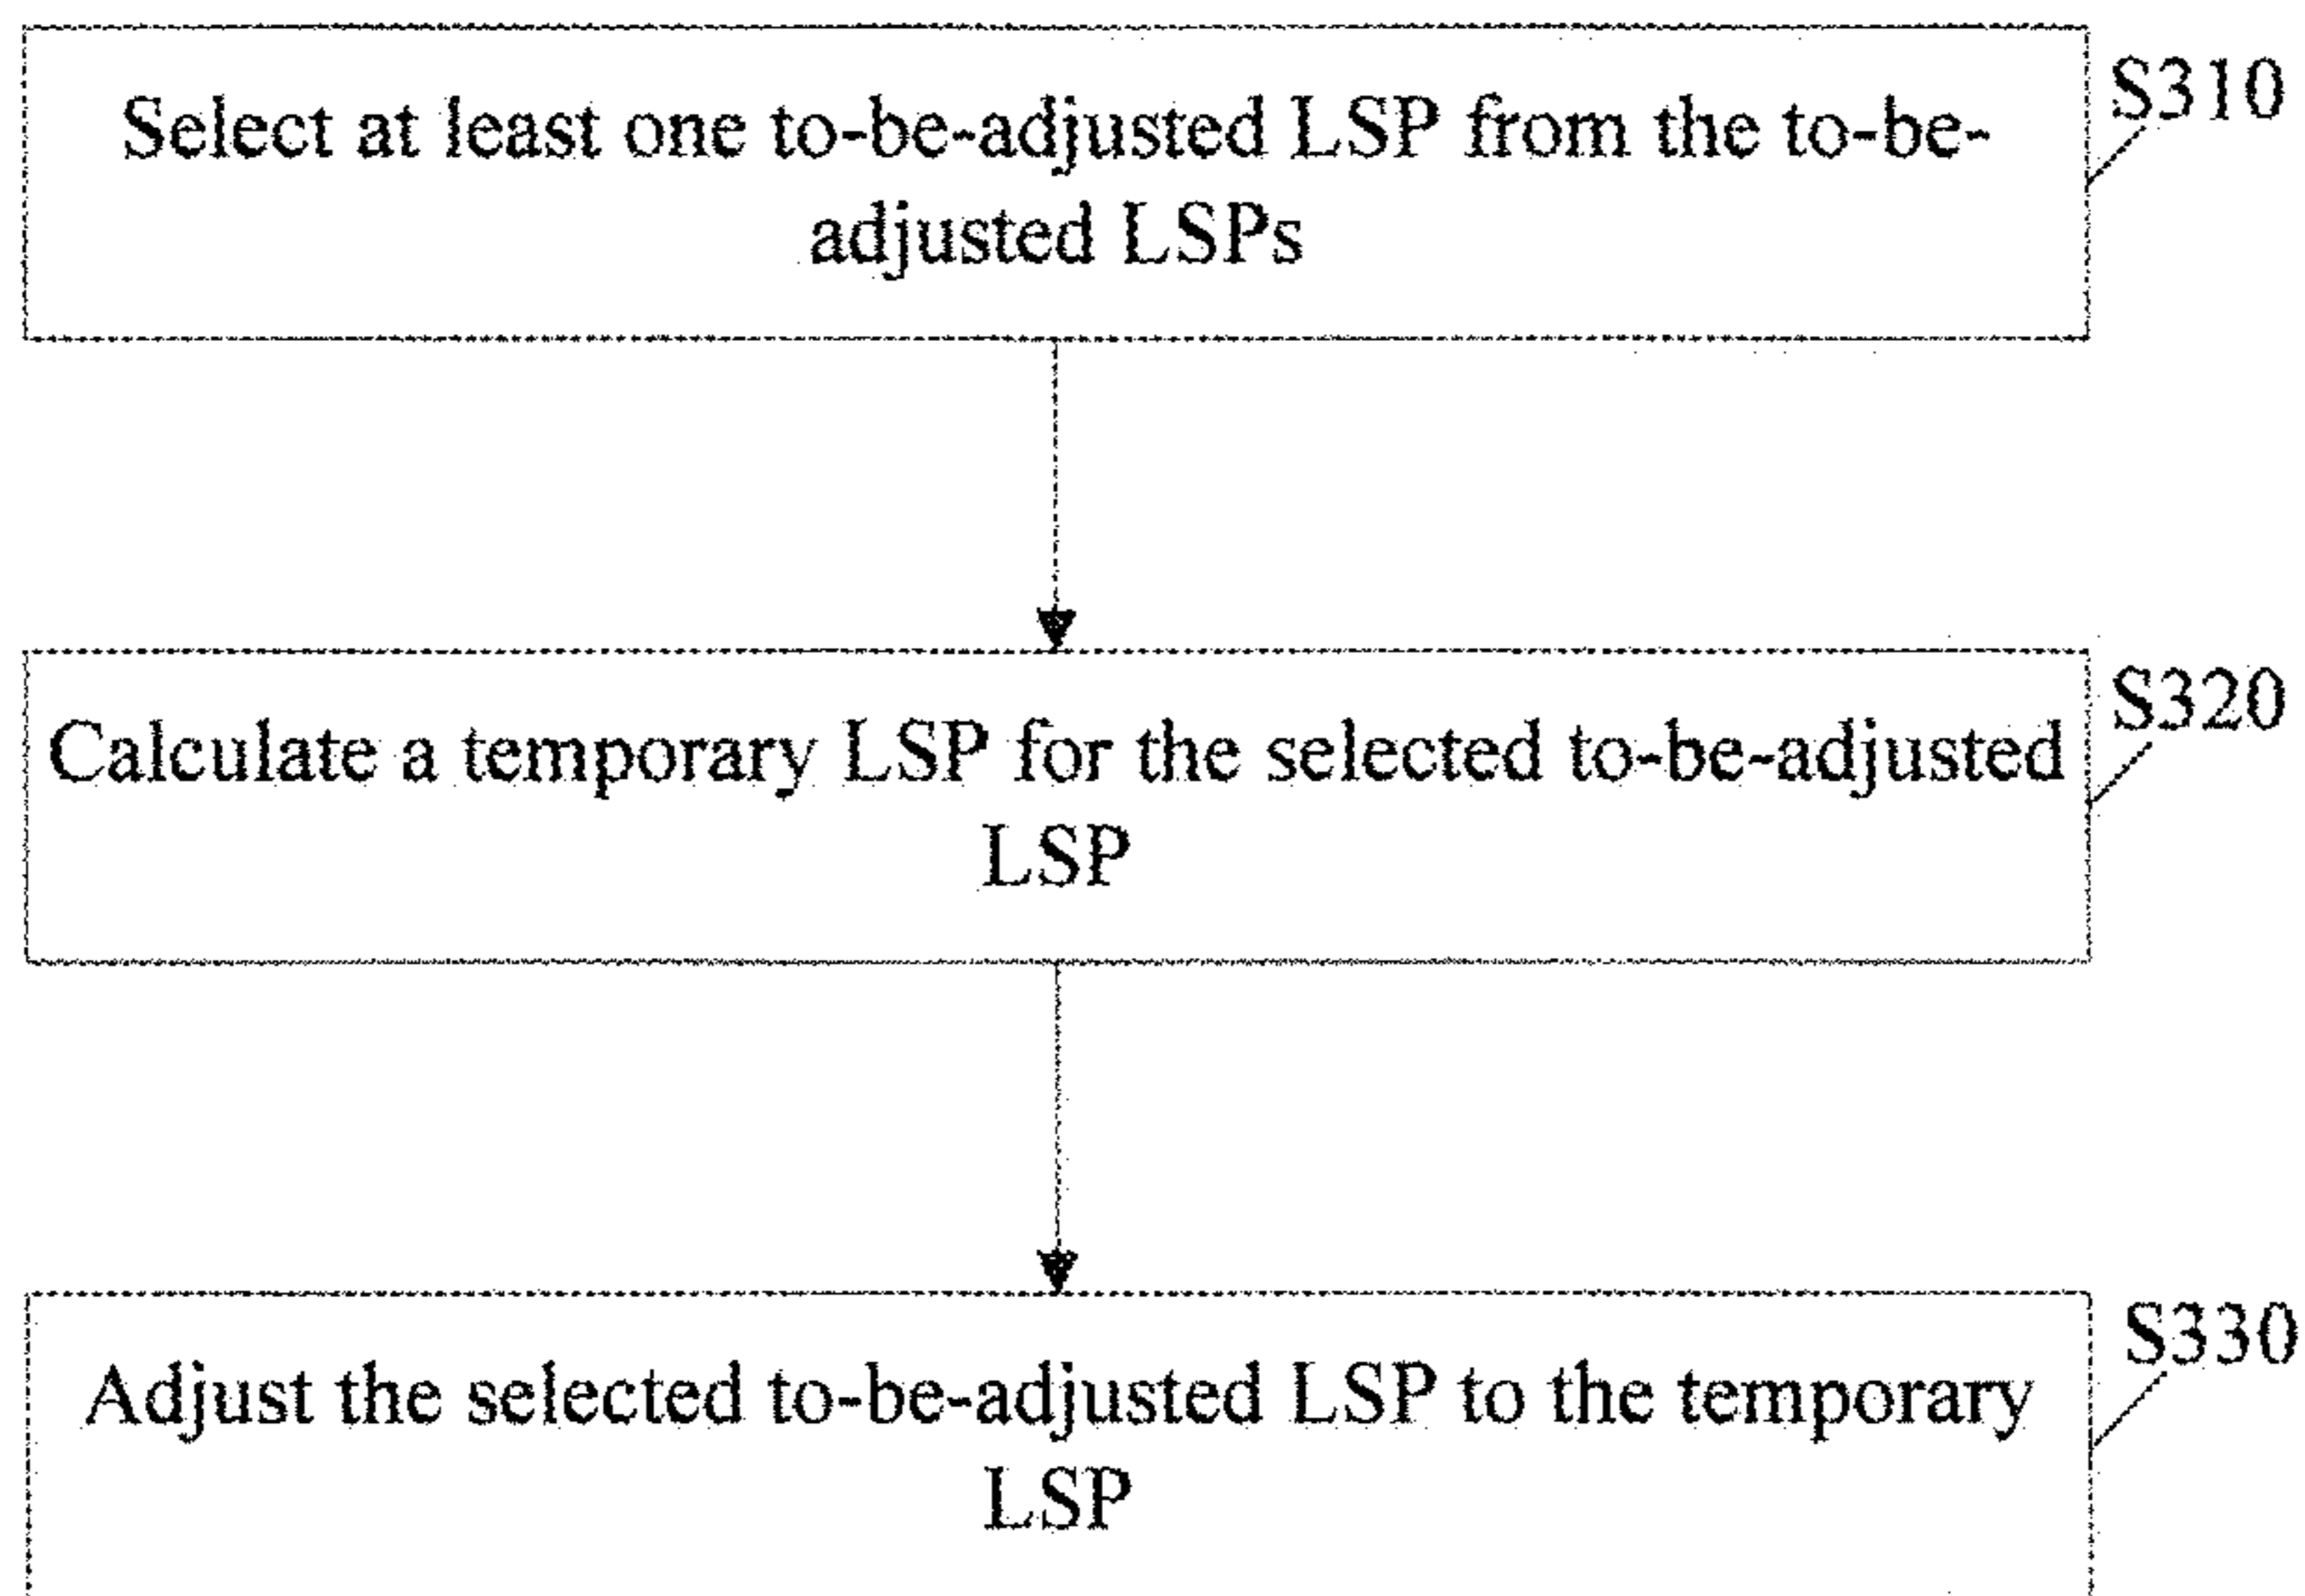 Select at least one to-be-adjusted LSP from the to-be-
adjusted LSPs
S310
Calculate a temporary LSP for the selected to-be-adjusted
LSP
S320
Adjust the selected to-be-adjusted LSP to the temporary
LSP
S330